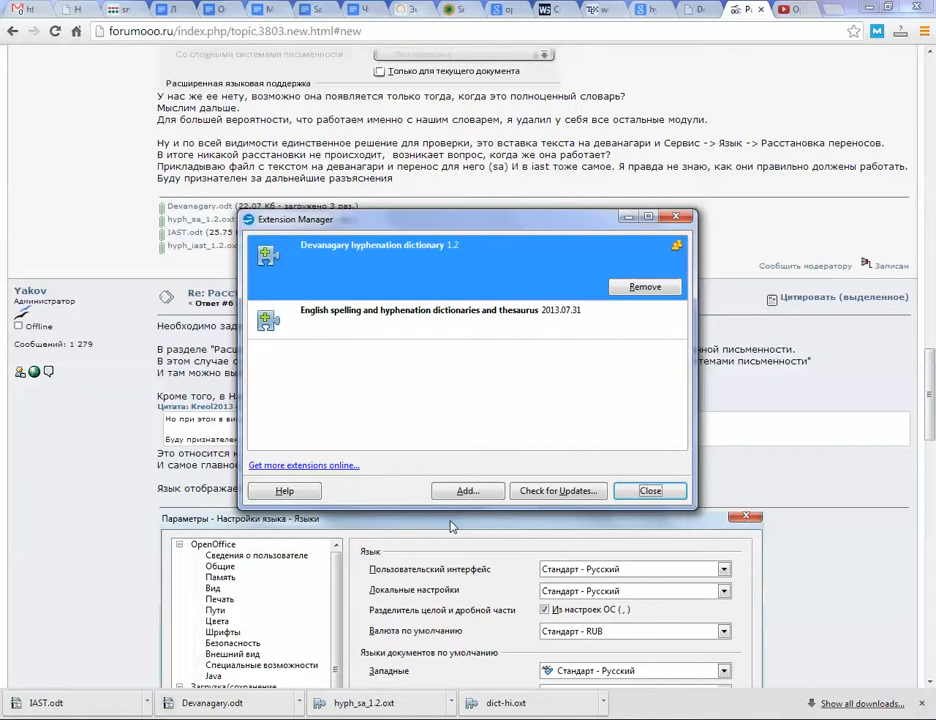 ht
forumooo.ru/index.php/topic,3803.new.html#new
Только для текущего документа
Расширенная языковая поддержка
У нас же ее нету, возможно она появляется только тогда, когда это полноценный словарь?
Мыслим дальше.
Для большей вероятности, что работаем именно с нашим словарем, я удалил у себя все остальные модули.
Ну и по всей видимости единственное решение для проверки, это вставка текста на деванагари и Сервис -> Язык -> Расстановка переносов.
В итоге никакой расстановки не происходит, возникает вопрос, когда же она работает?
Прикладываю файл с текстом на деванагари и перенос для него (sa) И в iast тоже самое. Я правда не знаю, как они правильно должены работать.
Буду признателен за дальнейшие разъяснения
Devanagary.odt (22.07 Кб - загружено 3 раз.)
hyph_sa_1.2.oxt
IAST.odt (25.75
hyph_iast_1.2.o
Extension Manager
Devanagary hyphenation dictionary 1.2
Remove
English spelling and hyphenation dictionaries and thesaurus 2013.07.31
Get more extensions online...
Help
Add...
Check for Updates...
Close
Сообщить модератору
Записан
Yakov
Администратор
Offline
Сообщений: 1 279
Re: Расс
« Ответ #6
Цитировать (выделенное)
Необходимо зад
В разделе "Расш
ной письменности.
В этом случае с
темами письменности"
И там можно вы
Кроме того, в На
Цитата: Kreol2013
Но при этом в ви
Буду признателе
Это относится к
И самое главно
Язык отображае
Параметры - Настройки языка - Языки
OpenOffice
Сведения о пользователе
Общие
Память
Вид
Печать
Пути
Цвета
Шрифты
Безопасность
Внешний вид
Специальные возможности
Java
Загрузка/сохранение
Язык
Пользовательский интерфейс
Стандарт - Русский
Локальные настройки
Стандарт - Русский
Разделитель целой и дробной части
Из настроек ОС ( , )
Валюта по умолчанию
Стандарт - RUB
Языки документов по умолчанию
Западные
Стандарт - Русский
IAST.odt
Devanagary.odt
hyph_sa_1.2.oxt
dict-hi.oxt
Show all downloads...